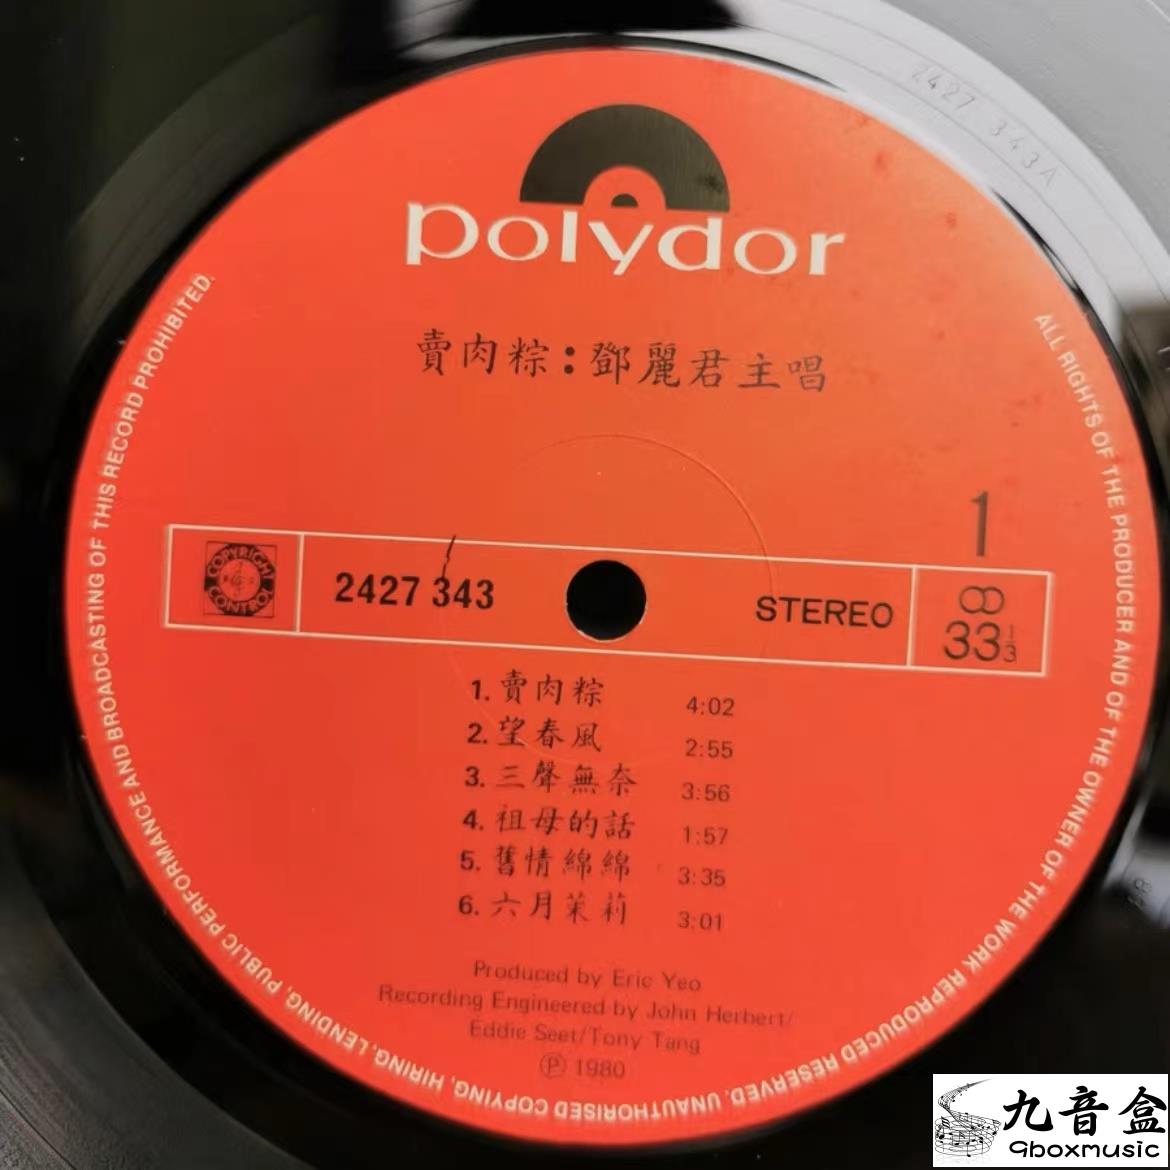 2427 343A
polydor
賣肉粽：鄧麗君主唱
1
COPYRIGHT CONTROL
2427 343
STEREO
33 1/3
1. 賣肉粽 4:02
2. 望春風 2:55
3. 三聲無奈 3:56
4. 祖母的話 1:57
5. 舊情綿綿 3:35
6. 六月茉莉 3:01
Produced by Eric Yeo
Recording Engineered by John Herbert/
Eddie Seet/Tony Tang
Ⓟ 1980
ALL RIGHTS OF THE PRODUCER AND OF THE OWNER OF THE WORK REPRODUCED RESERVED. UNAUTHORISED COPYING, HIRING, LENDING, PUBLIC PERFORMANCE AND BROADCASTING OF THIS RECORD PROHIBITED.
九音盒
9boxmusic